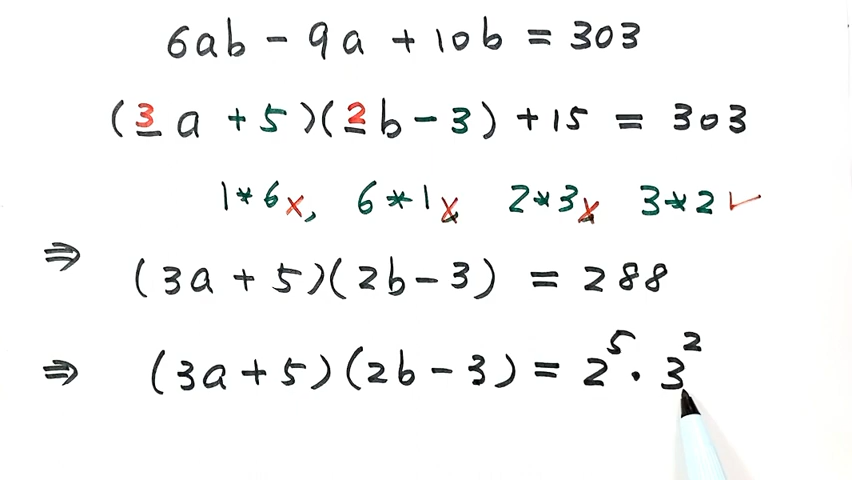 6ab - 9a + 10b = 303
(3a + 5)(2b - 3) + 15 = 303
1*6x, 6*1x 2*3x 3*2✓
⇒ (3a + 5)(2b - 3) = 288
⇒ (3a + 5)(2b - 3) = 2⁵ · 3²